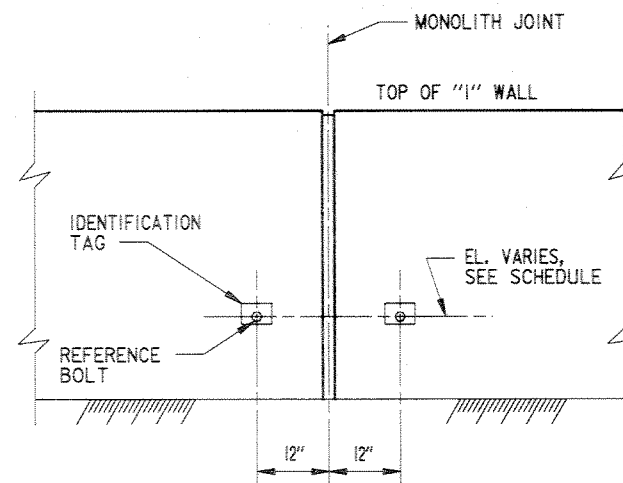 MONOLITH JOINT
TOP OF "I" WALL
IDENTIFICATION
TAG
EL. VARIES,
SEE SCHEDULE
REFERENCE
BOLT
12"
12"